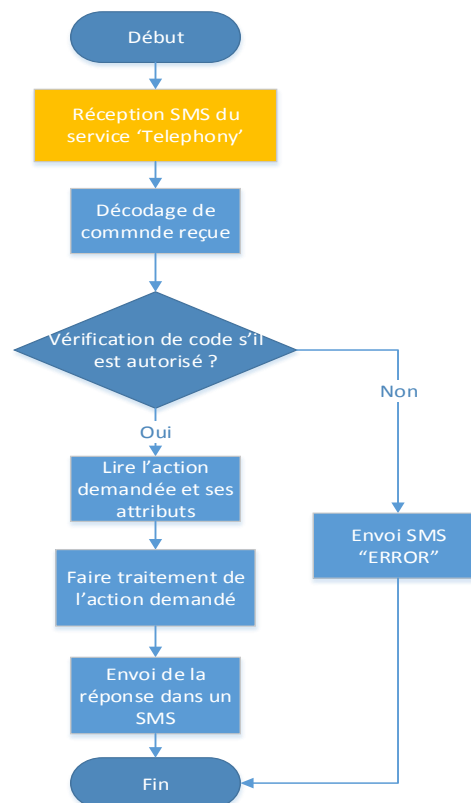 Début
Réception SMS du
service ‘Telephony’
Décodage de
commnde reçue
Vérification de code s’il
est autorisé ?
Non
Oui
Lire l’action
demandée et ses
attributs
Envoi SMS
“ERROR”
Faire traitement de
l’action demandé
Envoi de la
réponse dans un
SMS
Fin